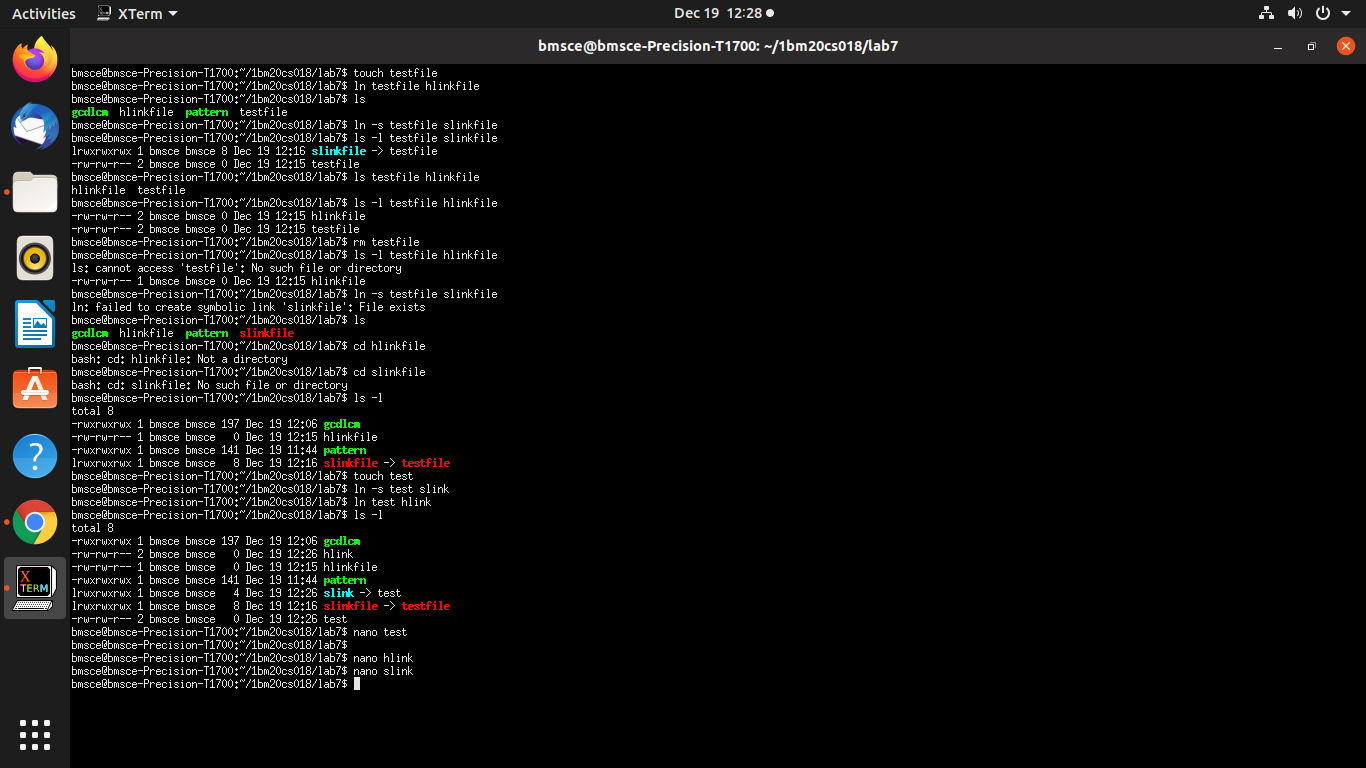 Activities XTerm Dec 19 12:28
bmsce@bmsce-Precision-T1700: ~/1bm20cs018/lab7
bmsce@bmsce-Precision-T1700:~/1bm20cs018/lab7$ touch testfile
bmsce@bmsce-Precision-T1700:~/1bm20cs018/lab7$ ln testfile hlinkfile
bmsce@bmsce-Precision-T1700:~/1bm20cs018/lab7$ ls
gcdlcm hlinkfile pattern testfile
bmsce@bmsce-Precision-T1700:~/1bm20cs018/lab7$ ln -s testfile slinkfile
bmsce@bmsce-Precision-T1700:~/1bm20cs018/lab7$ ls -l testfile slinkfile
lrwxrwxrwx 1 bmsce bmsce 8 Dec 19 12:16 slinkfile -> testfile
-rw-rw-r-- 2 bmsce bmsce 0 Dec 19 12:15 testfile
bmsce@bmsce-Precision-T1700:~/1bm20cs018/lab7$ ls testfile hlinkfile
hlinkfile testfile
bmsce@bmsce-Precision-T1700:~/1bm20cs018/lab7$ ls -l testfile hlinkfile
-rw-rw-r-- 2 bmsce bmsce 0 Dec 19 12:15 hlinkfile
-rw-rw-r-- 2 bmsce bmsce 0 Dec 19 12:15 testfile
bmsce@bmsce-Precision-T1700:~/1bm20cs018/lab7$ rm testfile
bmsce@bmsce-Precision-T1700:~/1bm20cs018/lab7$ ls -l testfile hlinkfile
ls: cannot access 'testfile': No such file or directory
-rw-rw-r-- 1 bmsce bmsce 0 Dec 19 12:15 hlinkfile
bmsce@bmsce-Precision-T1700:~/1bm20cs018/lab7$ ln -s testfile slinkfile
ln: failed to create symbolic link 'slinkfile': File exists
bmsce@bmsce-Precision-T1700:~/1bm20cs018/lab7$ ls
gcdlcm hlinkfile pattern slinkfile
bmsce@bmsce-Precision-T1700:~/1bm20cs018/lab7$ cd hlinkfile
bash: cd: hlinkfile: Not a directory
bmsce@bmsce-Precision-T1700:~/1bm20cs018/lab7$ cd slinkfile
bash: cd: slinkfile: No such file or directory
bmsce@bmsce-Precision-T1700:~/1bm20cs018/lab7$ ls -l
total 8
-rwxrwxrwx 1 bmsce bmsce 197 Dec 19 12:06 gcdlcm
-rw-rw-r-- 1 bmsce bmsce 0 Dec 19 12:15 hlinkfile
-rwxrwxrwx 1 bmsce bmsce 141 Dec 19 11:44 pattern
lrwxrwxrwx 1 bmsce bmsce 8 Dec 19 12:16 slinkfile -> testfile
bmsce@bmsce-Precision-T1700:~/1bm20cs018/lab7$ touch test
bmsce@bmsce-Precision-T1700:~/1bm20cs018/lab7$ ln -s test slink
bmsce@bmsce-Precision-T1700:~/1bm20cs018/lab7$ ln test hlink
bmsce@bmsce-Precision-T1700:~/1bm20cs018/lab7$ ls -l
total 8
-rwxrwxrwx 1 bmsce bmsce 197 Dec 19 12:06 gcdlcm
-rw-rw-r-- 2 bmsce bmsce 0 Dec 19 12:26 hlink
-rw-rw-r-- 1 bmsce bmsce 0 Dec 19 12:15 hlinkfile
-rwxrwxrwx 1 bmsce bmsce 141 Dec 19 11:44 pattern
lrwxrwxrwx 1 bmsce bmsce 4 Dec 19 12:26 slink -> test
lrwxrwxrwx 1 bmsce bmsce 8 Dec 19 12:16 slinkfile -> testfile
-rw-rw-r-- 2 bmsce bmsce 0 Dec 19 12:26 test
bmsce@bmsce-Precision-T1700:~/1bm20cs018/lab7$ nano test
bmsce@bmsce-Precision-T1700:~/1bm20cs018/lab7$
bmsce@bmsce-Precision-T1700:~/1bm20cs018/lab7$ nano hlink
bmsce@bmsce-Precision-T1700:~/1bm20cs018/lab7$ nano slink
bmsce@bmsce-Precision-T1700:~/1bm20cs018/lab7$
A
?
X
TERM